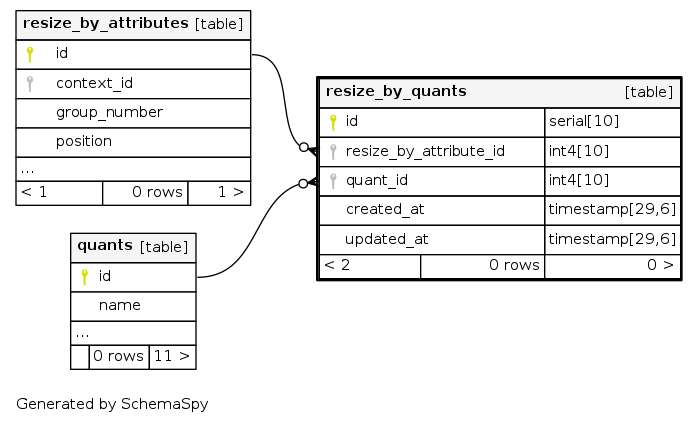 resize_by_attributes [table]
id
context_id
group_number
position
...
< 1 0 rows 1 >
resize_by_quants [table]
id serial[10]
resize_by_attribute_id int4[10]
quant_id int4[10]
created_at timestamp[29,6]
updated_at timestamp[29,6]
< 2 0 rows 0 >
quants [table]
id
name
...
0 rows 11 >
Generated by SchemaSpy